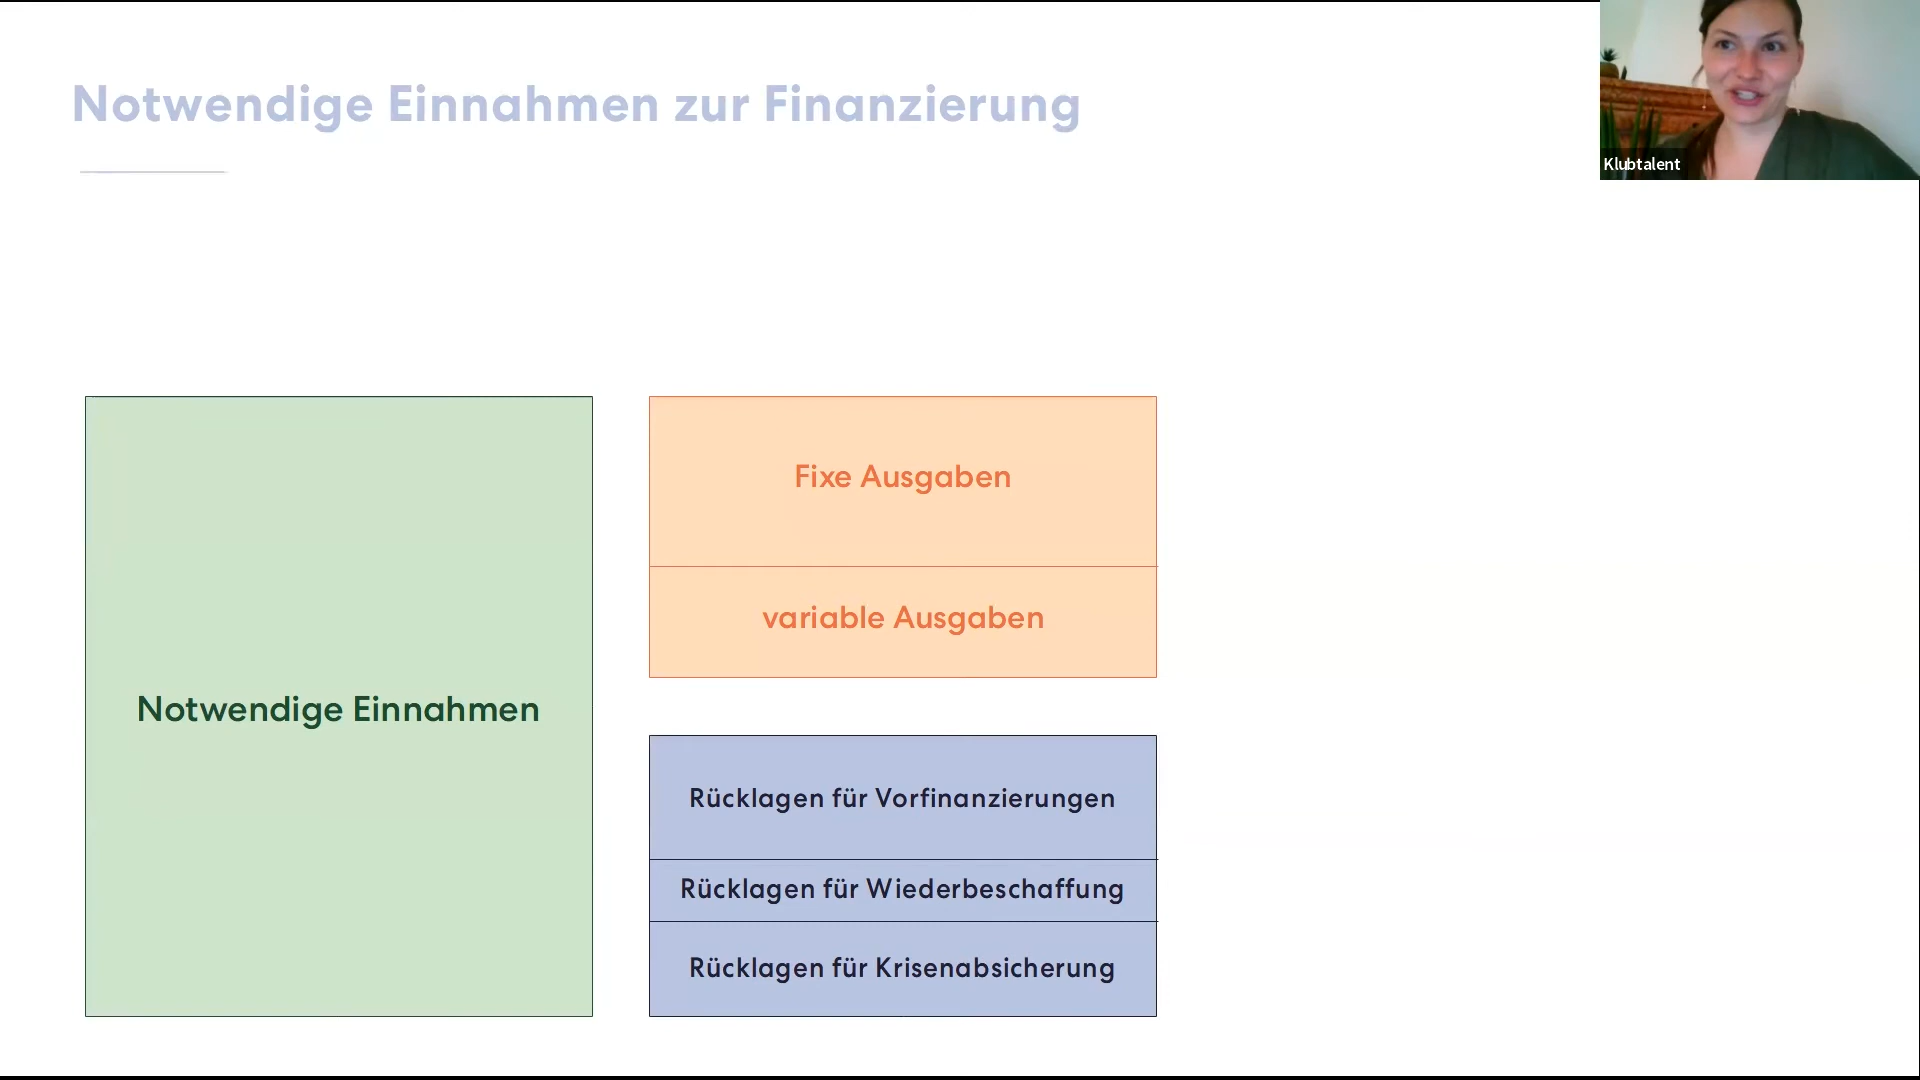 Notwendige Einnahmen zur Finanzierung
Klubtalent
Notwendige Einnahmen
Fixe Ausgaben
variable Ausgaben
Rücklagen für Vorfinanzierungen
Rücklagen für Wiederbeschaffung
Rücklagen für Krisenabsicherung